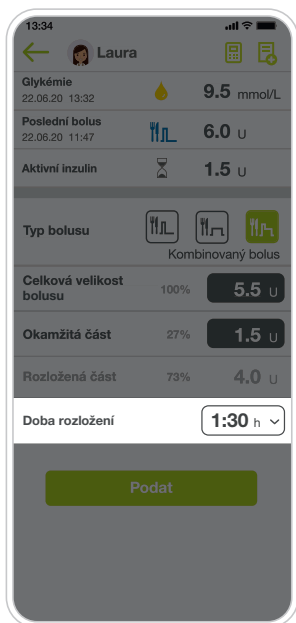 13:34
Laura
Glykémie
22.06.20 13:32
9.5 mmol/L
Poslední bolus
22.06.20 11:47
6.0 U
Aktivní inzulin
1.5 U
Typ bolusu
Kombinovaný bolus
Celková velikost
bolusu
100%
5.5 U
Okamžitá část
27%
1.5 U
Rozložená část
73%
4.0 U
Doba rozložení
1:30 h
Podat